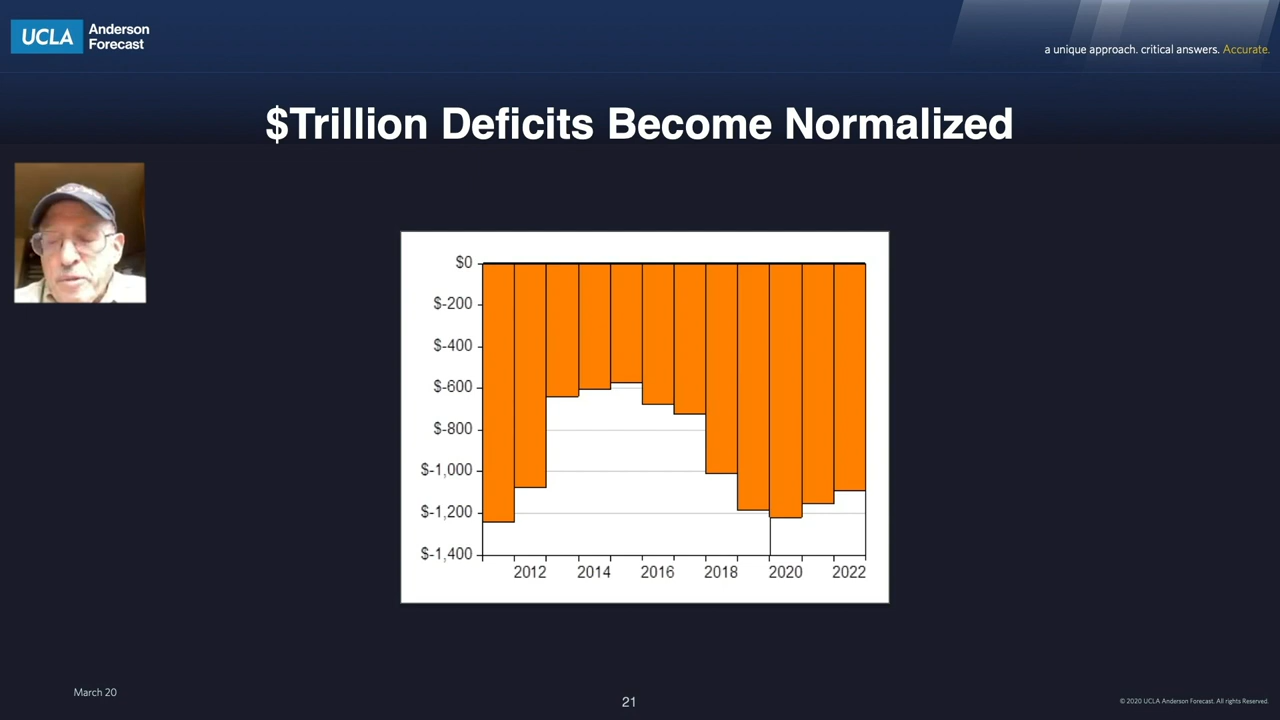 UCLA
Anderson
Forecast
a unique approach. critical answers. Accurate.
$Trillion Deficits Become Normalized
$0
$-200
$-400
$-600
$-800
$-1,000
$-1,200
$-1,400
2012 2014 2016 2018 2020 2022
March 20
21
© 2020 UCLA Anderson Forecast. All rights Reserved.